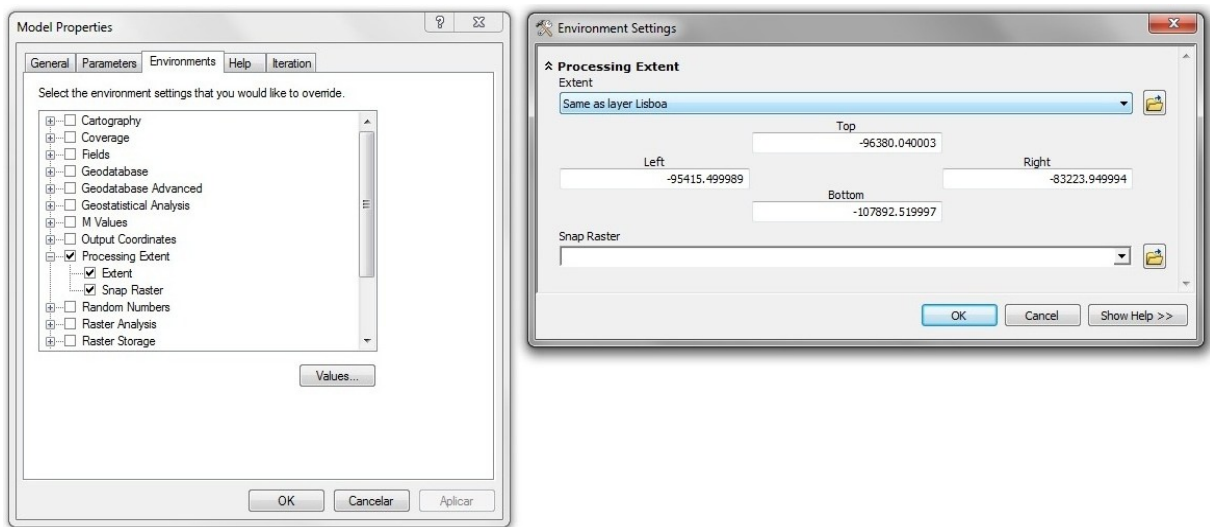 Model Properties
General Parameters Environments Help Iteration
Select the environment settings that you would like to override.
Cartography
Coverage
Fields
Geodatabase
Geodatabase Advanced
Geostatistical Analysis
M Values
Output Coordinates
Processing Extent
Extent
Snap Raster
Random Numbers
Raster Analysis
Raster Storage
Values...
OK Cancelar Aplicar
Environment Settings
Processing Extent
Extent
Same as layer Lisboa
Top
-96380.040003
Left Right
-95415.499989 -83223.949994
Bottom
-107892.519997
Snap Raster
OK Cancel Show Help >>